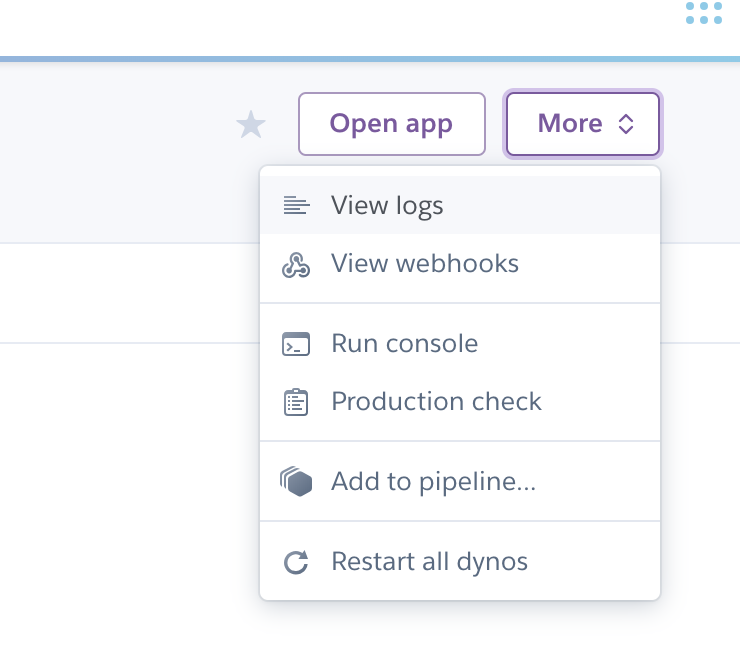 Open app
More
View logs
View webhooks
Run console
Production check
Add to pipeline...
Restart all dynos